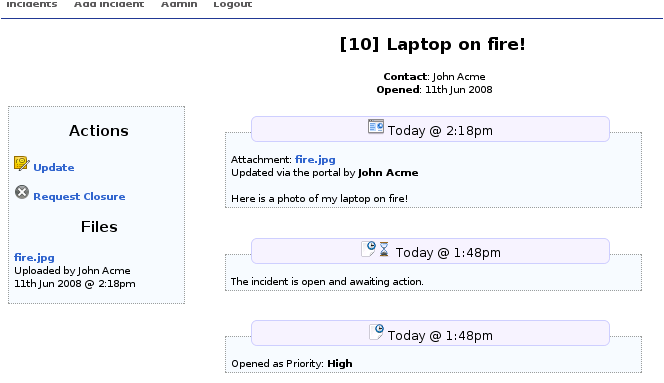 Incidents Add Incident Admin Logout
[10] Laptop on fire!
Contact: John Acme
Opened: 11th Jun 2008
Actions
Update
Request Closure
Files
fire.jpg
Uploaded by John Acme
11th Jun 2008 @ 2:18pm
Today @ 2:18pm
Attachment: fire.jpg
Updated via the portal by John Acme
Here is a photo of my laptop on fire!
Today @ 1:48pm
The incident is open and awaiting action.
Today @ 1:48pm
Opened as Priority: High